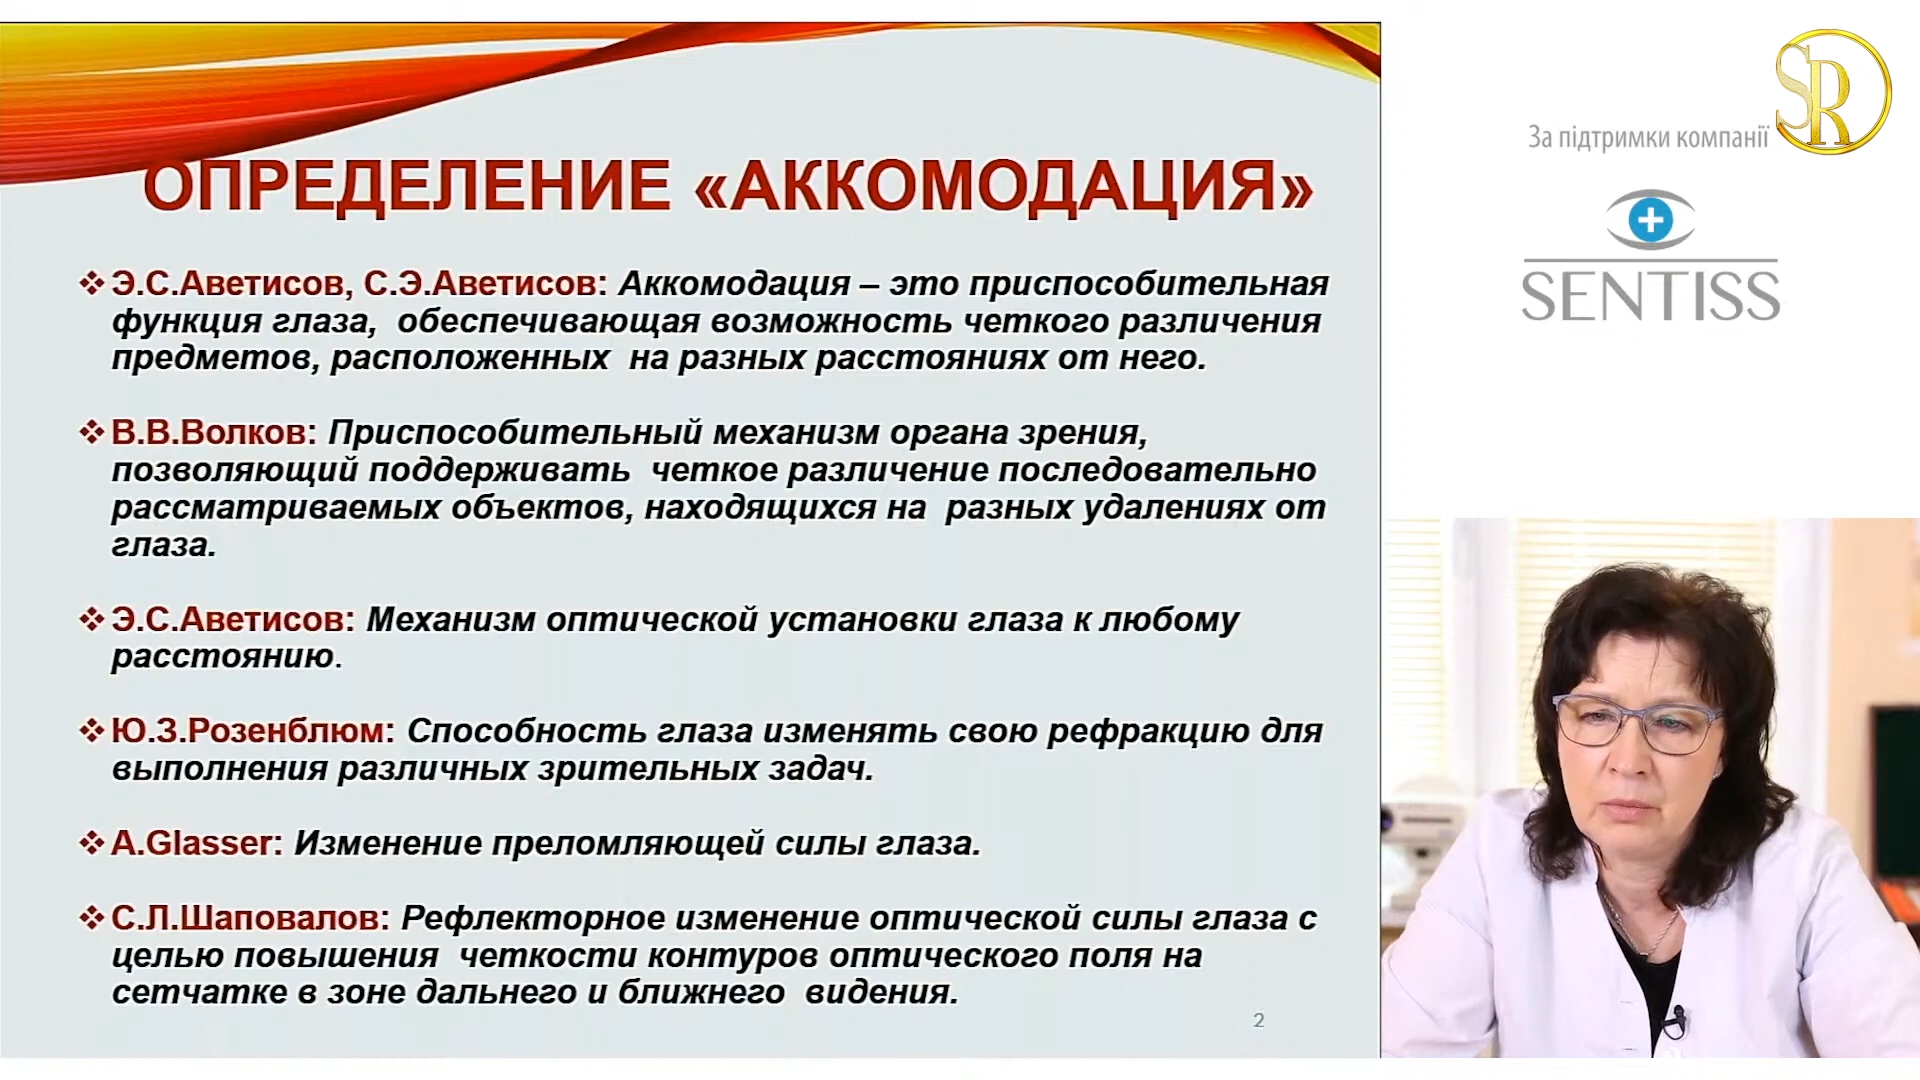 ОПРЕДЕЛЕНИЕ «АККОМОДАЦИЯ»
❖Э.С.Аветисов, С.Э.Аветисов: Аккомодация – это приспособительная
функция глаза, обеспечивающая возможность четкого различения
предметов, расположенных на разных расстояниях от него.
❖В.В.Волков: Приспособительный механизм органа зрения,
позволяющий поддерживать четкое различение последовательно
рассматриваемых объектов, находящихся на разных удалениях от
глаза.
❖Э.С.Аветисов: Механизм оптической установки глаза к любому
расстоянию.
❖Ю.З.Розенблюм: Способность глаза изменять свою рефракцию для
выполнения различных зрительных задач.
❖A.Glasser: Изменение преломляющей силы глаза.
❖С.Л.Шаповалов: Рефлекторное изменение оптической силы глаза с
целью повышения четкости контуров оптического поля на
сетчатке в зоне дальнего и ближнего видения.
2
SR
За підтримки компанії
SENTISS